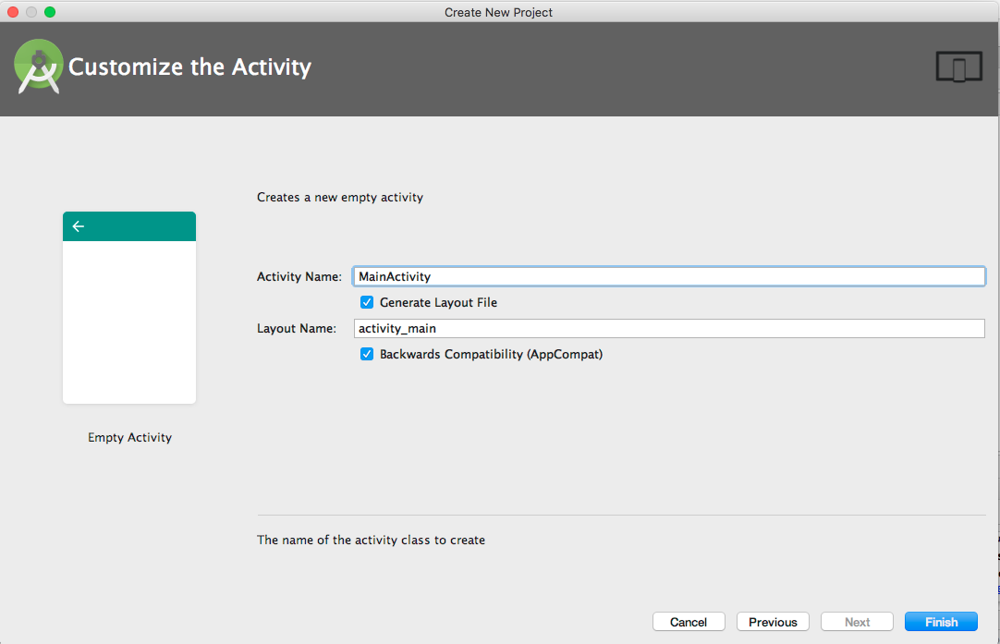 Create New Project
Customize the Activity
Creates a new empty activity
Activity Name: MainActivity
Generate Layout File
Layout Name: activity_main
Backwards Compatibility (AppCompat)
Empty Activity
The name of the activity class to create
Cancel Previous Next Finish